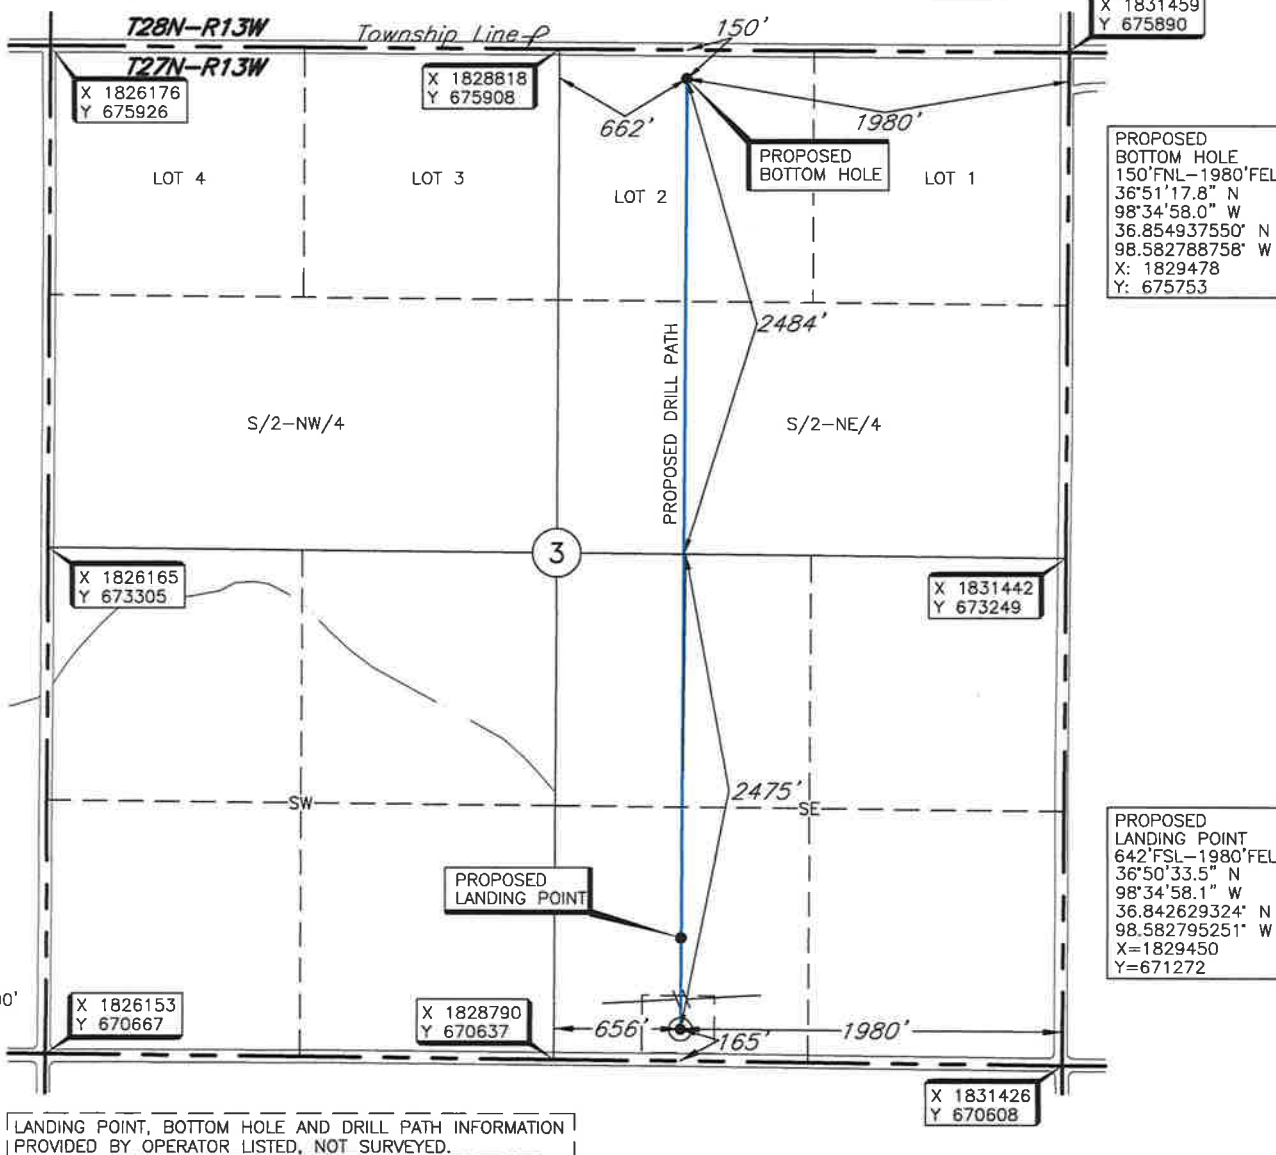 X 1831459
Y 675890
T28N-R13W
Township Line
150'
T27N-R13W
X 1826176
Y 675926
X 1828818
Y 675908
662'
1980'
PROPOSED
BOTTOM HOLE
LOT 4
LOT 3
LOT 2
LOT 1
PROPOSED
BOTTOM HOLE
150'FNL-1980'FEL
36°51'17.8" N
98°34'58.0" W
36.854937550° N
98.582788758° W
X: 1829478
Y: 675753
2484'
PROPOSED DRILL PATH
S/2-NW/4
S/2-NE/4
3
X 1826165
Y 673305
X 1831442
Y 673249
2475'
SW
SE
PROPOSED
LANDING POINT
PROPOSED
LANDING POINT
642'FSL-1980'FEL
36°50'33.5" N
98°34'58.1" W
36.842629324° N
98.582795251° W
X=1829450
Y=671272
X 1826153
Y 670667
X 1828790
Y 670637
656'
165'
1980'
X 1831426
Y 670608
LANDING POINT, BOTTOM HOLE AND DRILL PATH INFORMATION
PROVIDED BY OPERATOR LISTED, NOT SURVEYED.